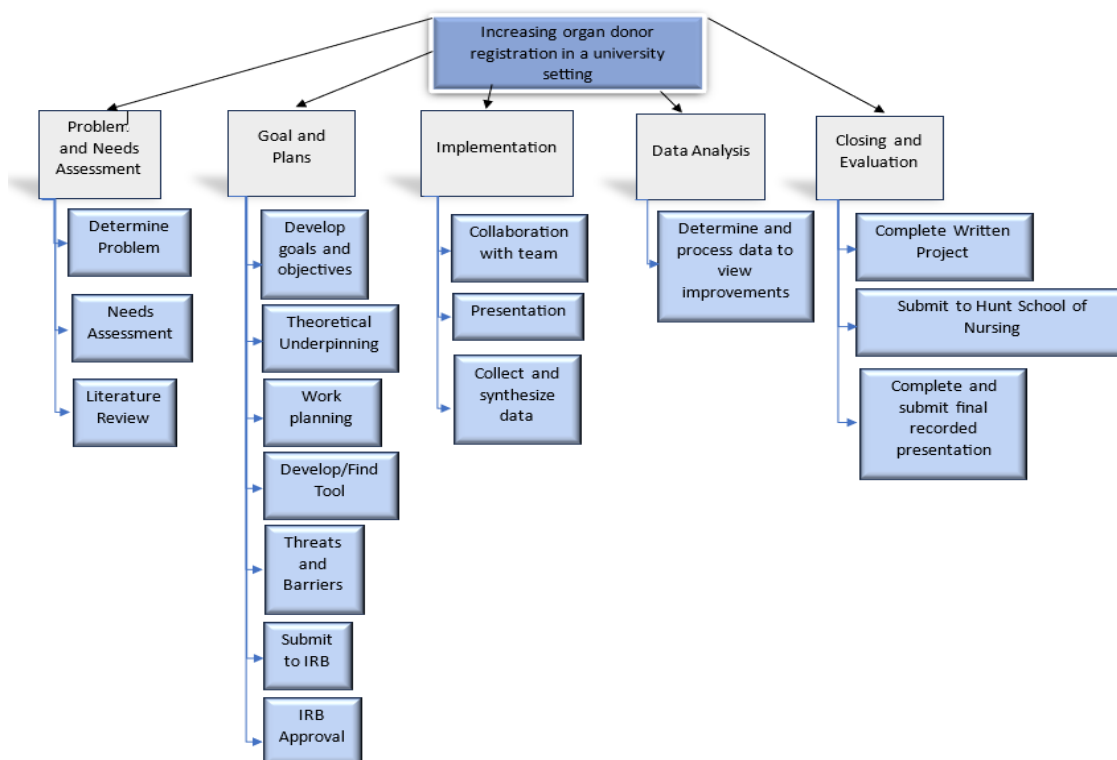 Increasing organ donor
registration in a university
setting
Problem
and Needs
Assessment
Goal and
Plans
Implementation
Data Analysis
Closing and
Evaluation
Determine
Problem
Needs
Assessment
Literature
Review
Develop
goals and
objectives
Theoretical
Underpinning
Work
planning
Develop/Find
Tool
Threats
and
Barriers
Submit
to IRB
IRB
Approval
Collaboration
with team
Presentation
Collect and
synthesize
data
Determine and
process data to
view
improvements
Complete Written
Project
Submit to Hunt School of
Nursing
Complete and
submit final
recorded
presentation